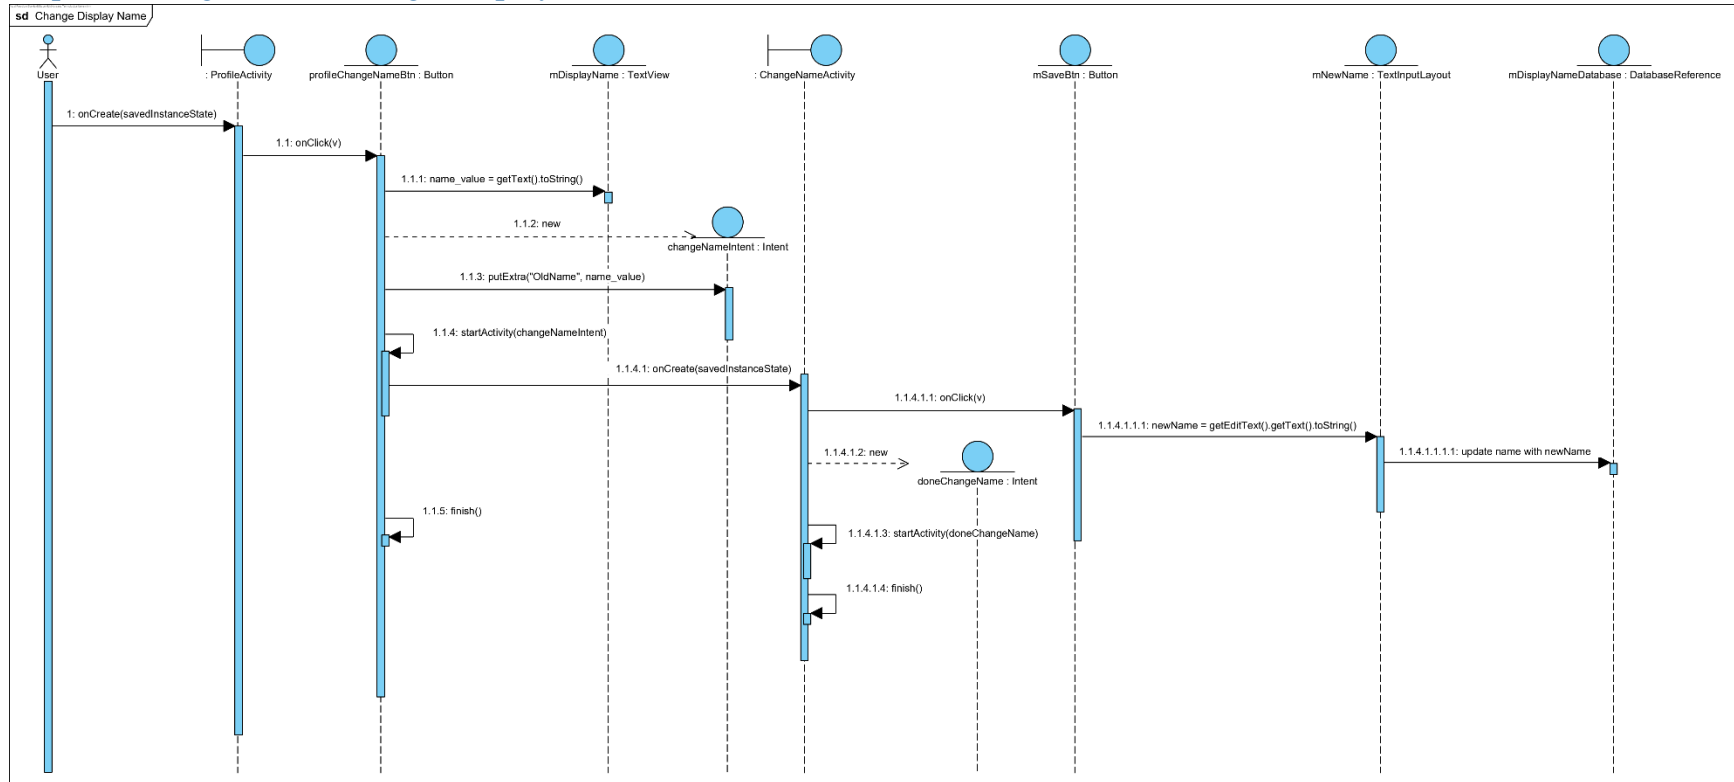 sd Change Display Name
User
: ProfileActivity
profileChangeNameBtn : Button
mDisplayName : TextView
: ChangeNameActivity
mSaveBtn : Button
mNewName : TextInputLayout
mDisplayNameDatabase : DatabaseReference
1: onCreate(savedInstanceState)
1.1: onClick(v)
1.1.1: name_value = getText().toString()
1.1.2: new
changeNameIntent : Intent
1.1.3: putExtra("OldName", name_value)
1.1.4: startActivity(changeNameIntent)
1.1.4.1: onCreate(savedInstanceState)
1.1.4.1.1: onClick(v)
1.1.4.1.1.1: newName = getEditText().getText().toString()
1.1.4.1.2: new
1.1.4.1.1.1.1: update name with newName
doneChangeName : Intent
1.1.5: finish()
1.1.4.1.3: startActivity(doneChangeName)
1.1.4.1.4: finish()